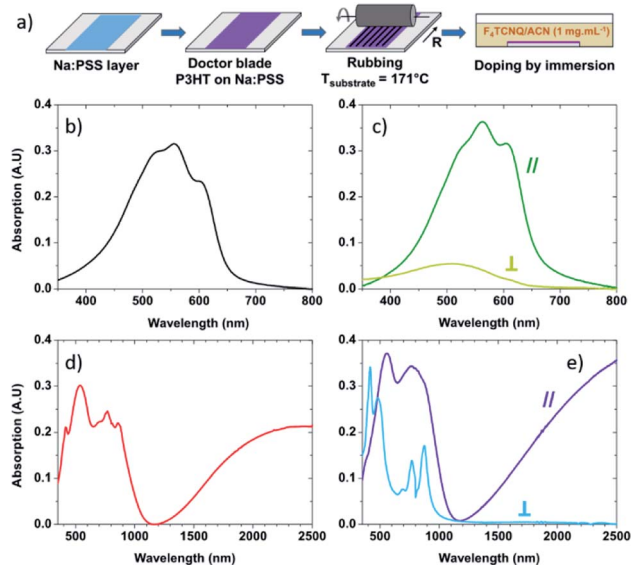 a)
Na:PSS layer
Doctor blade
P3HT on Na:PSS
Rubbing
T_substrate = 171°C
R
F₄TCNQ/ACN (1 mg.mL⁻¹)
Doping by immersion
b)
Absorption (A.U)
0.4
0.3
0.2
0.1
0.0
400 500 600 700 800
Wavelength (nm)
c)
//
⊥
0.4
0.3
0.2
0.1
0.0
400 500 600 700 800
Wavelength (nm)
d)
Absorption (A.U)
0.4
0.3
0.2
0.1
0.0
500 1000 1500 2000 2500
Wavelength (nm)
e)
//
⊥
0.4
0.3
0.2
0.1
0.0
500 1000 1500 2000 2500
Wavelength (nm)